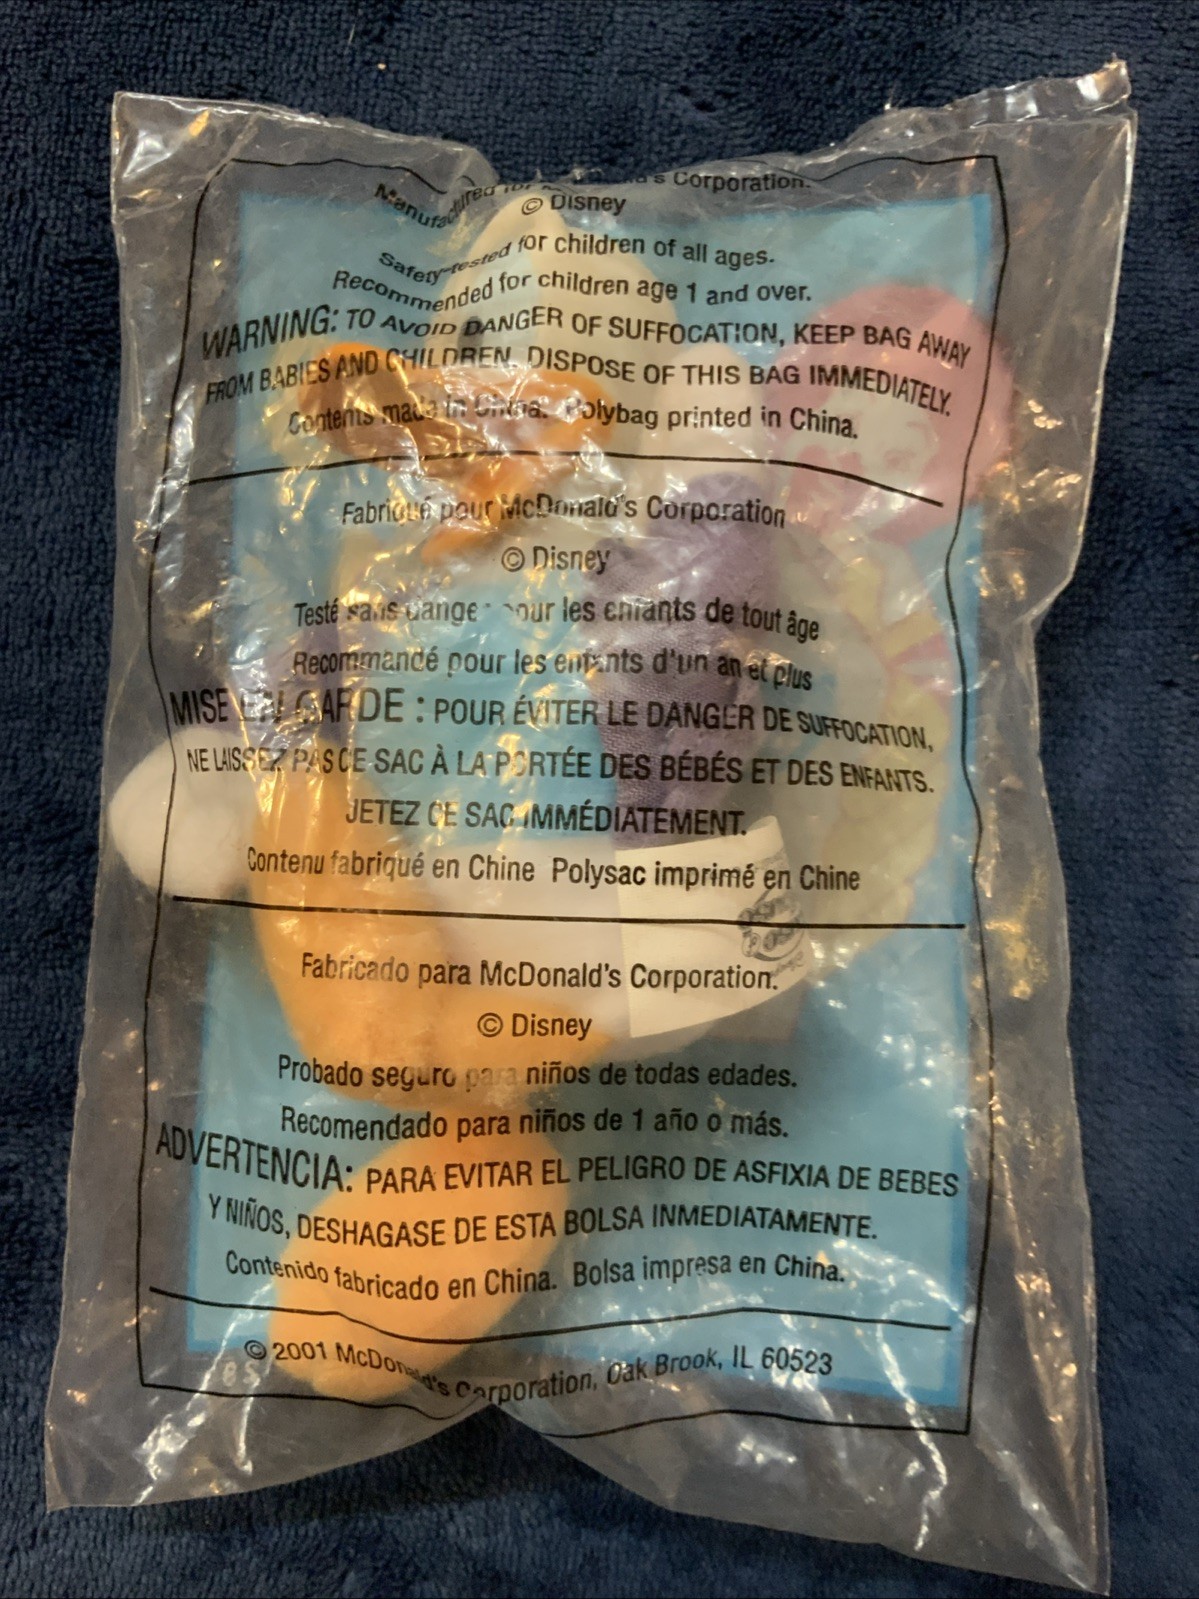 Manufactured for McDonald's Corporation.
© Disney
Safety-tested for children of all ages.
Recommended for children age 1 and over.
WARNING: TO AVOID DANGER OF SUFFOCATION, KEEP BAG AWAY
FROM BABIES AND CHILDREN. DISPOSE OF THIS BAG IMMEDIATELY.
Contents made in China. Polybag printed in China.
Fabriqué pour McDonald's Corporation
© Disney
Testé sans danger pour les enfants de tout âge
Recommandé pour les enfants d'un an et plus
MISE EN GARDE : POUR ÉVITER LE DANGER DE SUFFOCATION,
NE LAISSEZ PAS CE SAC À LA PORTÉE DES BÉBÉS ET DES ENFANTS.
JETEZ CE SAC IMMÉDIATEMENT.
Contenu fabriqué en Chine Polysac imprimé en Chine
Fabricado para McDonald's Corporation.
© Disney
Probado seguro para niños de todas edades.
Recomendado para niños de 1 año o más.
ADVERTENCIA: PARA EVITAR EL PELIGRO DE ASFIXIA DE BEBES
Y NIÑOS, DESHAGASE DE ESTA BOLSA INMEDIATAMENTE.
Contenido fabricado en China. Bolsa impresa en China.
© 2001 McDonald's Corporation, Oak Brook, IL 60523